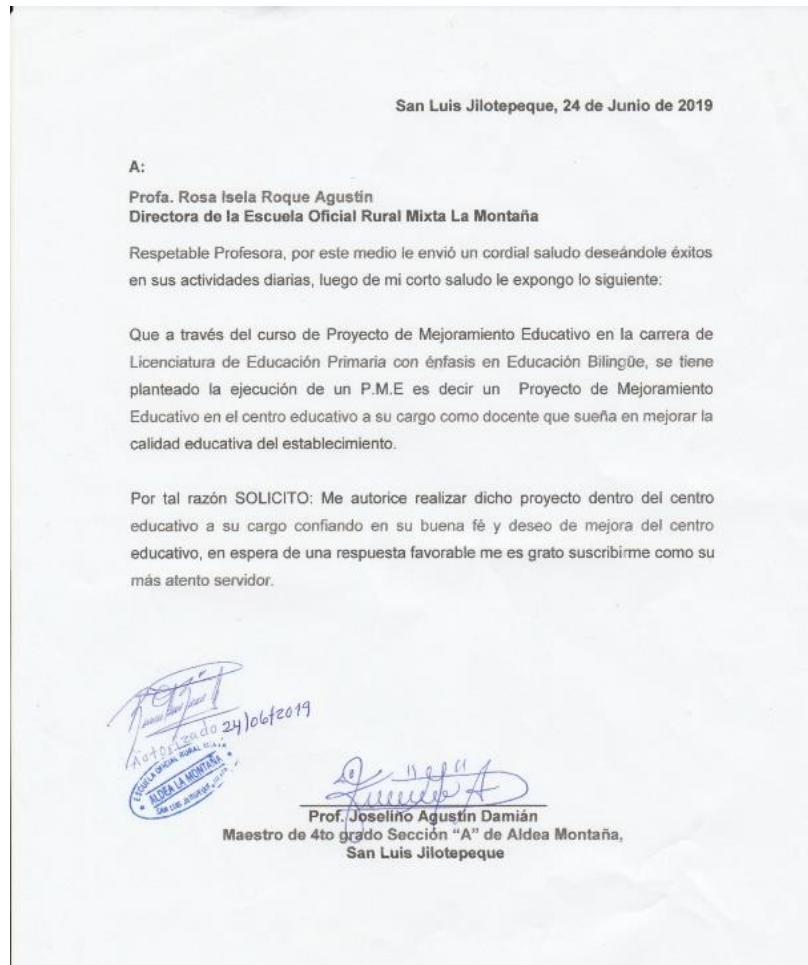 San Luis Jilotepeque, 24 de Junio de 2019
A:
Profa. Rosa Isela Roque Agustín
Directora de la Escuela Oficial Rural Mixta La Montaña
Respetable Profesora, por este medio le envió un cordial saludo deseándole éxitos
en sus actividades diarias, luego de mi corto saludo le expongo lo siguiente:
Que a través del curso de Proyecto de Mejoramiento Educativo en la carrera de
Licenciatura de Educación Primaria con énfasis en Educación Bilingüe, se tiene
planteado la ejecución de un P.M.E es decir un Proyecto de Mejoramiento
Educativo en el centro educativo a su cargo como docente que sueña en mejorar la
calidad educativa del establecimiento.
Por tal razón SOLICITO: Me autorice realizar dicho proyecto dentro del centro
educativo a su cargo confiando en su buena fé y deseo de mejora del centro
educativo, en espera de una respuesta favorable me es grato suscribirme como su
más atento servidor.
Autorizado 24/06/2019
ESCUELA OFICIAL RURAL
ALDEA LA MONTAÑA
SAN LUIS
Prof. Joselino Agustín Damián
Maestro de 4to grado Sección “A” de Aldea Montaña,
San Luis Jilotepeque